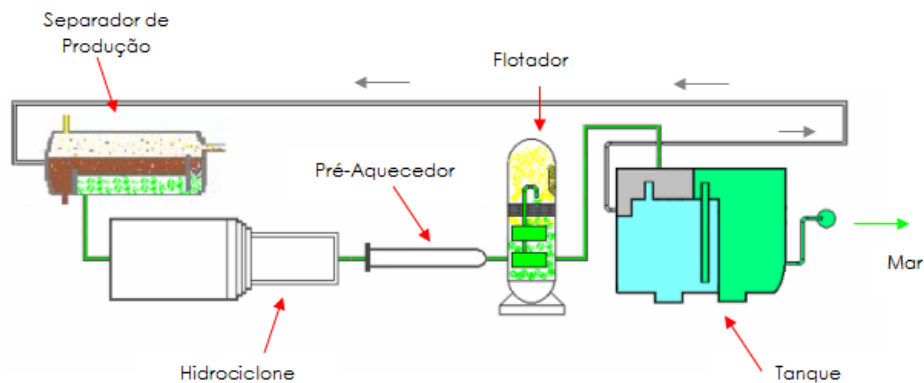 Separador de
Produção
Flotador
Pré-Aquecedor
Mar
Hidrociclone
Tanque